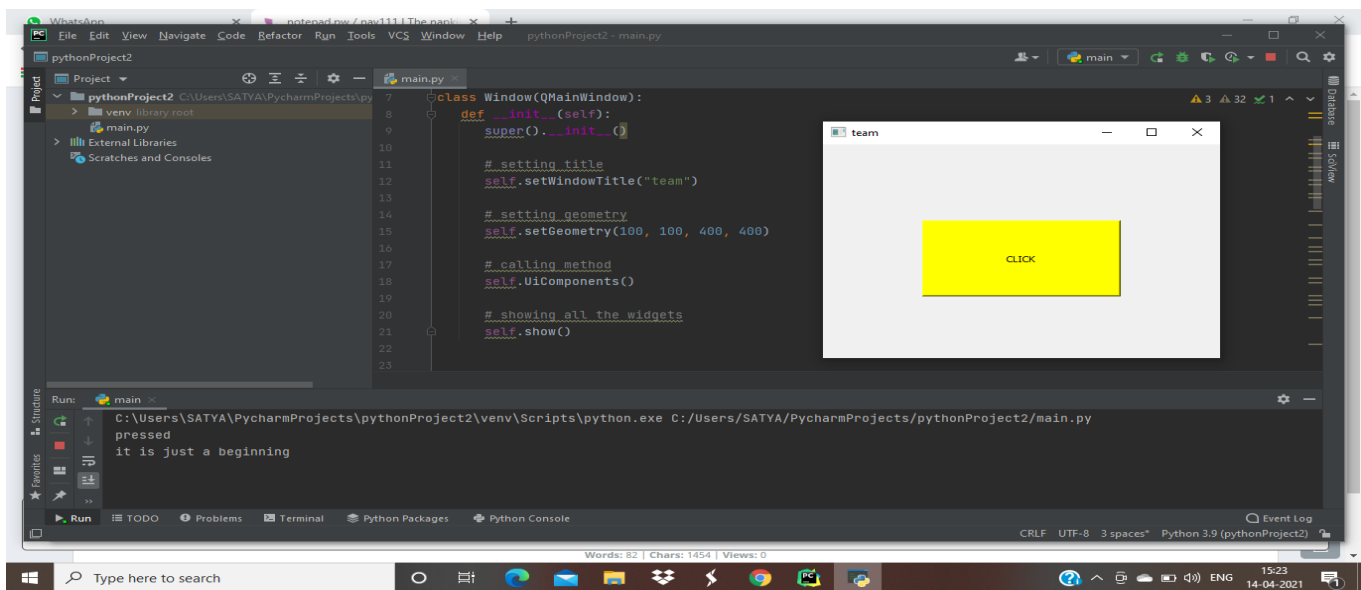 WhatsApp
notepad.pw / nav111 | The
File Edit View Navigate Code Refactor Run Tools VCS Window Help pythonProject2 - main.py
pythonProject2
main
Project
main.py
Project
pythonProject2 C:\Users\SATYA\PycharmProjects\py
venv library root
main.py
External Libraries
Scratches and Consoles
7 class Window(QMainWindow):
8 def __init__(self):
9 super().__init__()
10
11 # setting title
12 self.setWindowTitle("team")
13
14 # setting geometry
15 self.setGeometry(100, 100, 400, 400)
16
17 # calling method
18 self.UiComponents()
19
20 # showing all the widgets
21 self.show()
22
23
3 32 1
Database
SciView
team
CLICK
Structure
Favorites
Run: main
C:\Users\SATYA\PycharmProjects\pythonProject2\venv\Scripts\python.exe C:/Users/SATYA/PycharmProjects/pythonProject2/main.py
pressed
it is just a beginning
Run TODO Problems Terminal Python Packages Python Console
Event Log
CRLF UTF-8 3 spaces* Python 3.9 (pythonProject2)
Words: 82 | Chars: 1454 | Views: 0
Type here to search
ENG
15:23
14-04-2021